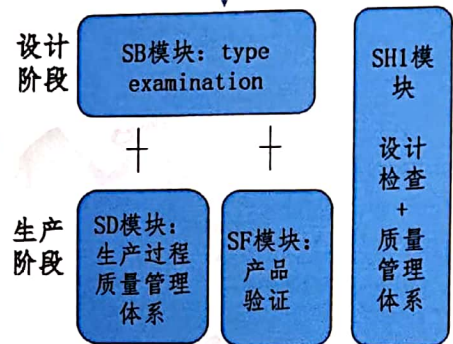 设计
阶段
SB模块：type
examination
+
+
生产
阶段
SD模块：
生产过程
质量管理
体系
SF模块：
产品
验证
SH1模
块
设计
检查
+
质量
管理
体系